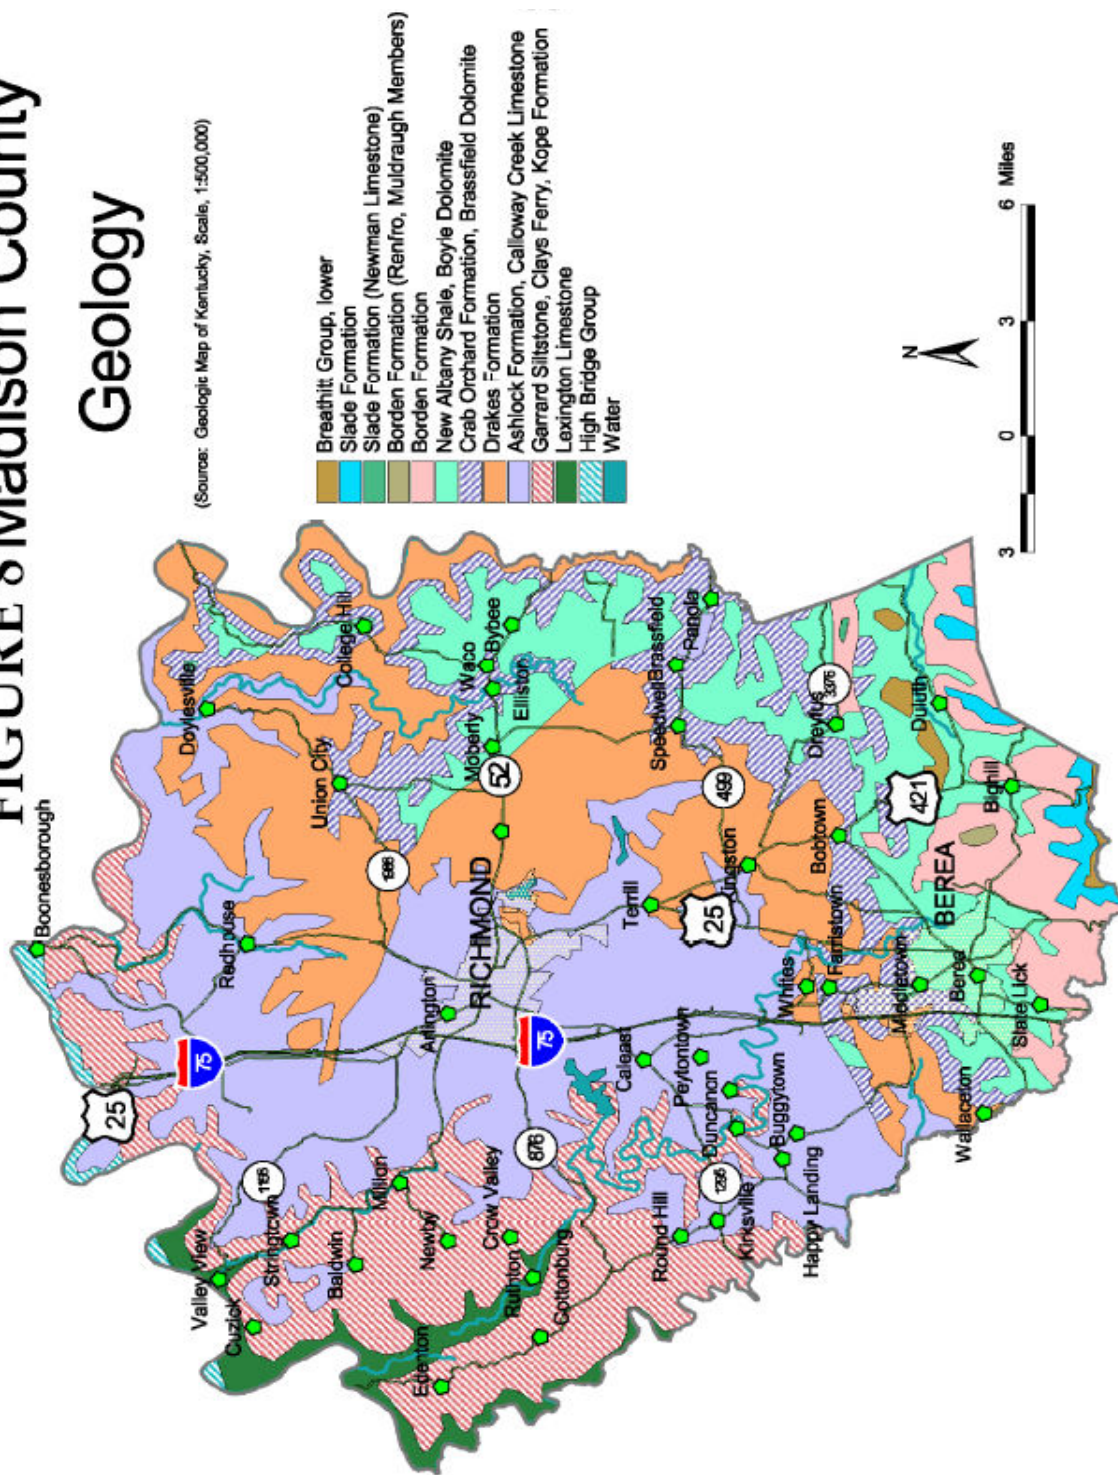 FIGURE 8 Madison County
Geology
(Source: Geologic Map of Kentucky, Scale, 1:500,000)
Breathitt Group, lower
Slade Formation
Slade Formation (Newman Limestone)
Borden Formation (Renfro, Muldraugh Members)
Borden Formation
New Albany Shale, Boyle Dolomite
Crab Orchard Formation, Brassfield Dolomite
Drakes Formation
Ashlock Formation, Calloway Creek Limestone
Garrard Siltstone, Clays Ferry, Kope Formation
Lexington Limestone
High Bridge Group
Water
N
3 0 3 6 Miles
Boonesborough
25
75
Valley View
Cuzick
Stringtown
1156
Baldwin
Million
Newby
Crow Valley
Edenton
Ruthton
Cottonburg
876
Round Hill
1295
Kirksville
Happy Landing
Buggytown
Duncanon
Peytontown
Caleast
75
Arlington
RICHMOND
Redhouse
Doylesville
Union City
1986
College Hill
Waco
Bybee
Elliston
Moberly
52
Speedwell
Brassfield
Panola
499
Terrill
25
Kingston
Bobtown
Dreyfus
3376
421
Duluth
Bighill
BEREA
Whites
Farristown
Middletown
Berea
Slate Lick
Wallaceton